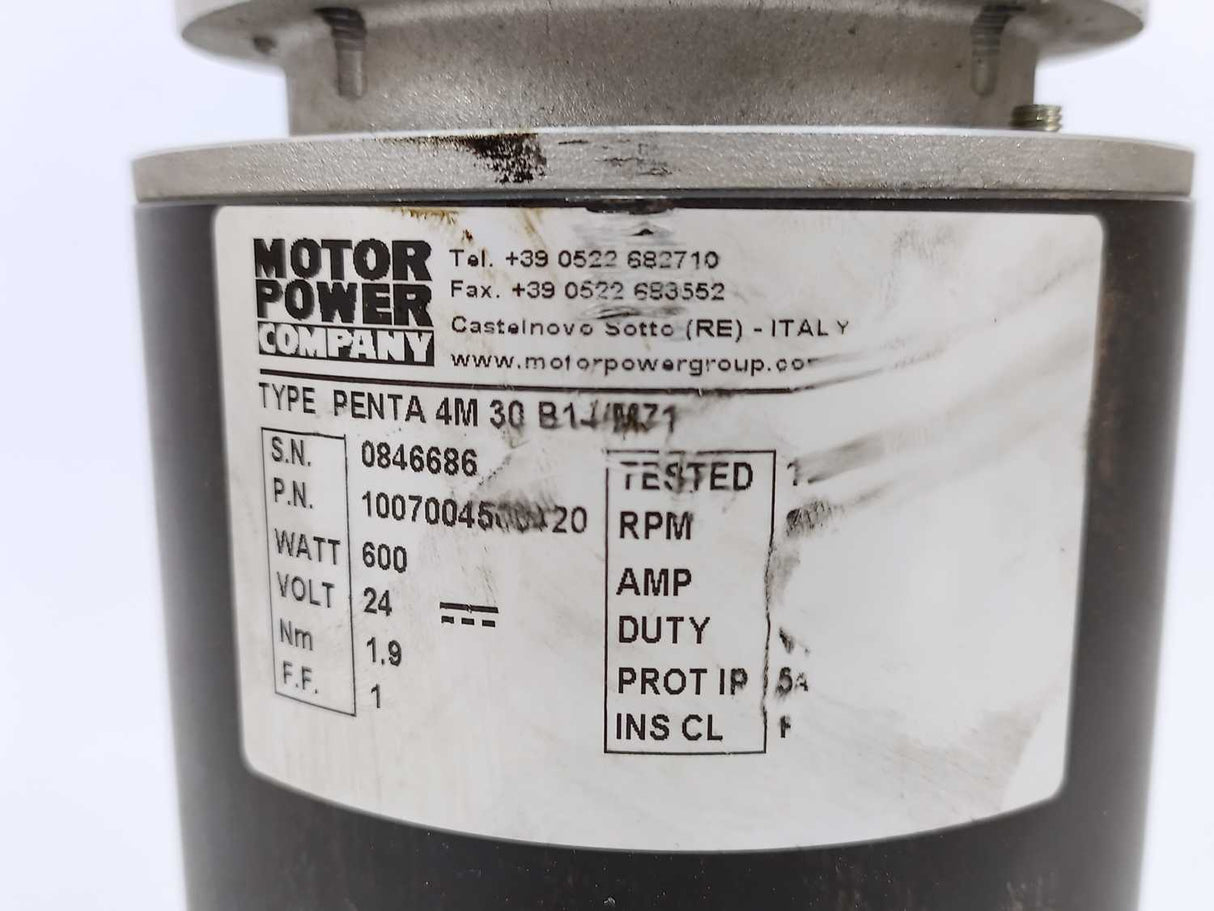 MOTOR
POWER
COMPANY
Tel. +39 0522 682710
Fax. +39 0522 683552
Castelnovo Sotto (RE) - ITALY
www.motorpowergroup.com
TYPE PENTA 4M 30
S.N. 0846686
P.N.
WATT 600
VOLT 24
Nm 1.9
F.F. 1
TESTED
RPM
AMP
DUTY
PROT IP
INS CL